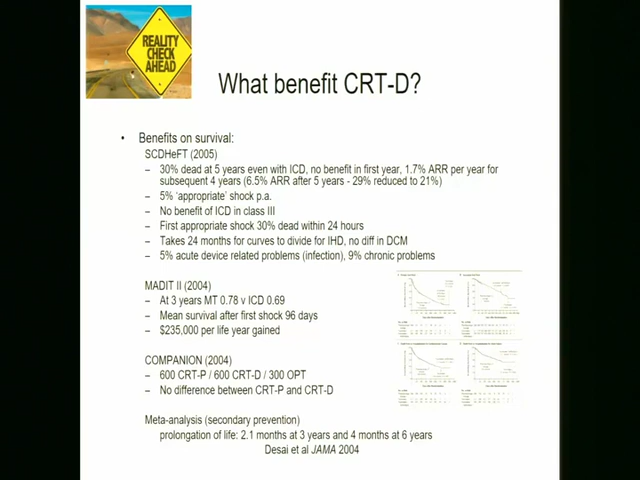 REALITY
CHECK
AHEAD
What benefit CRT-D?
• Benefits on survival:
SCDHeFT (2005)
– 30% dead at 5 years even with ICD, no benefit in first year, 1.7% ARR per year for
subsequent 4 years (6.5% ARR after 5 years - 29% reduced to 21%)
– 5% 'appropriate' shock p.a.
– No benefit of ICD in class III
– First appropriate shock 30% dead within 24 hours
– Takes 24 months for curves to divide for IHD, no diff in DCM
– 5% acute device related problems (infection), 9% chronic problems
MADIT II (2004)
– At 3 years MT 0.78 v ICD 0.69
– Mean survival after first shock 96 days
– $235,000 per life year gained
COMPANION (2004)
– 600 CRT-P / 600 CRT-D / 300 OPT
– No difference between CRT-P and CRT-D
Meta-analysis (secondary prevention)
prolongation of life: 2.1 months at 3 years and 4 months at 6 years
Desai et al JAMA 2004